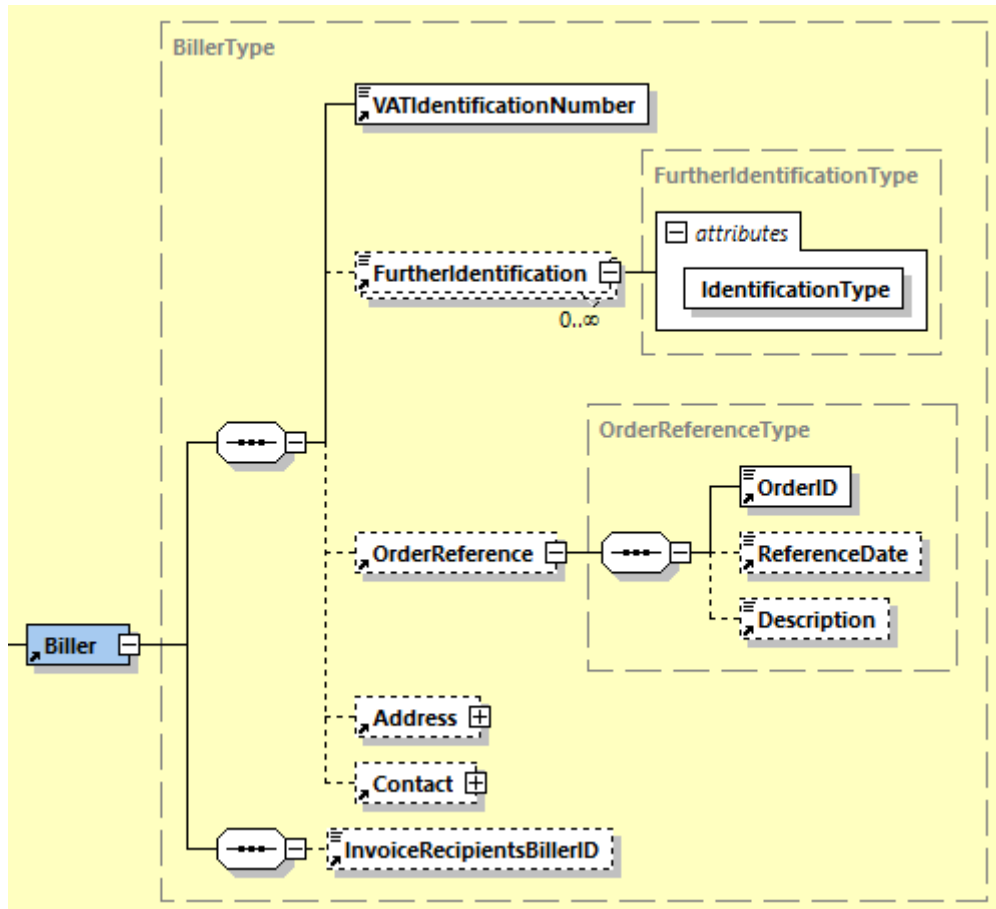 BillerType
VATIdentificationNumber
FurtherIdentificationType
attributes
FurtherIdentification
IdentificationType
0..∞
OrderReferenceType
OrderID
OrderReference
ReferenceDate
Description
Biller
Address
Contact
InvoiceRecipientsBillerID